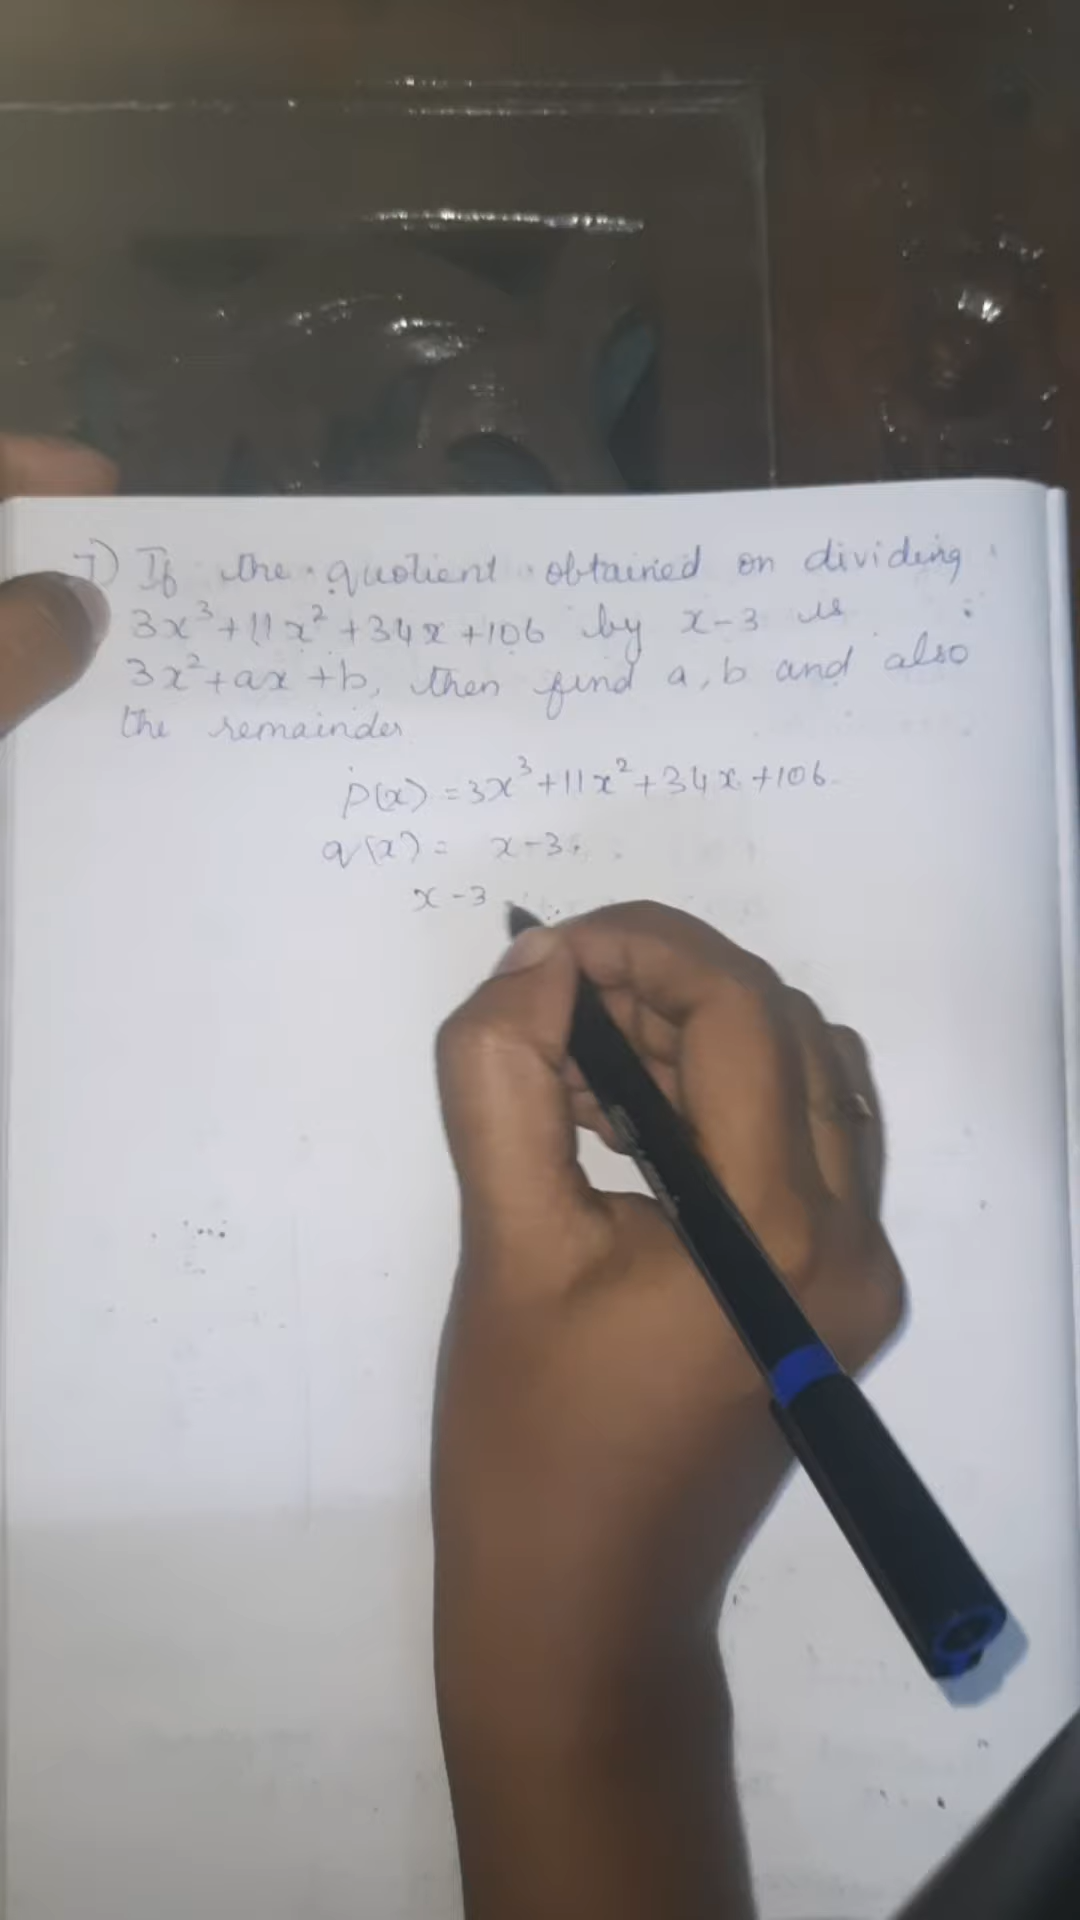 7) If the quotient obtained on dividing
3x³+11x²+34x+106 by x-3 is
3x²+ax+b, then find a, b and also
the remainder
p(x) = 3x³+11x²+34x+106
q(x) = x-3
x-3